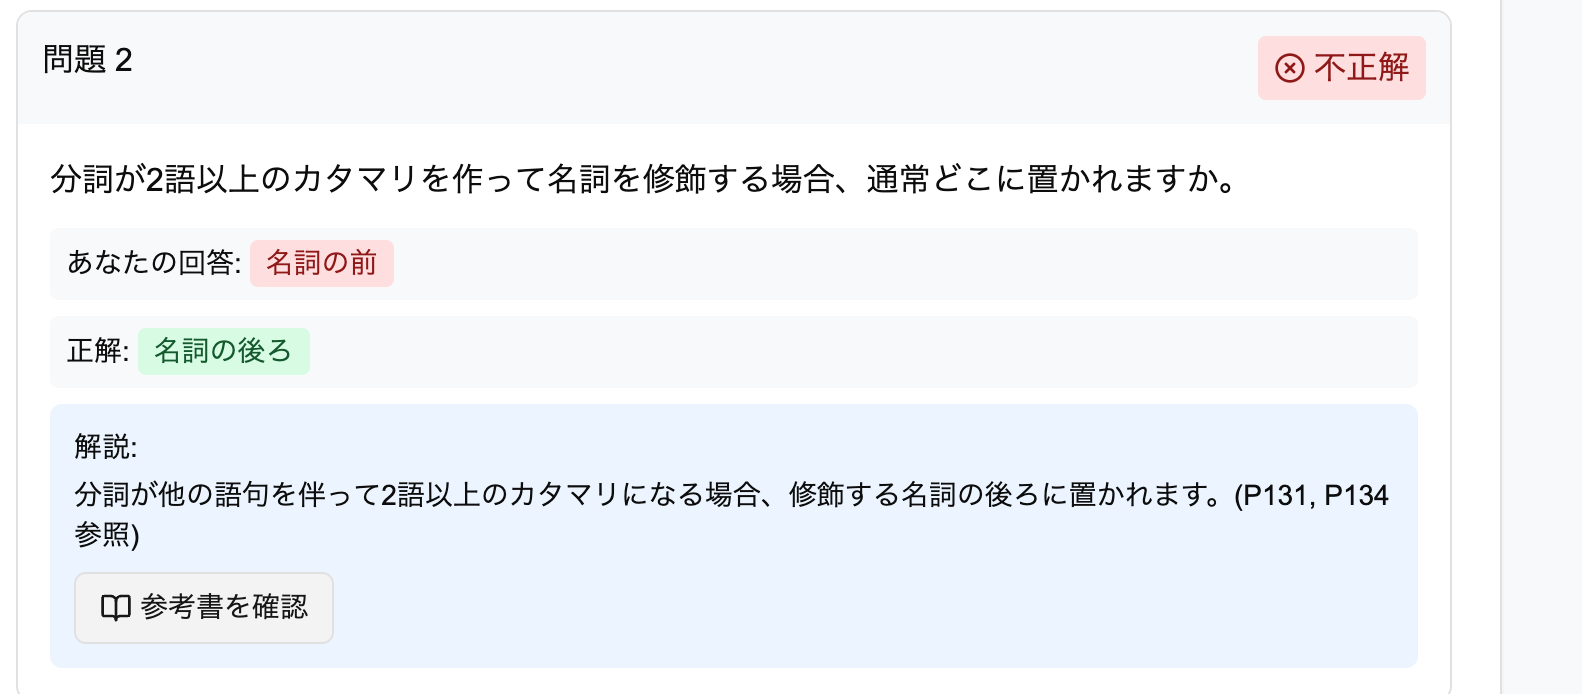 問題 2
不正解
分詞が2語以上のカタマリを作って名詞を修飾する場合、通常どこに置かれますか。
あなたの回答: 名詞の前
正解: 名詞の後ろ
解説:
分詞が他の語句を伴って2語以上のカタマリになる場合、修飾する名詞の後ろに置かれます。(P131, P134
参照)
参考書を確認